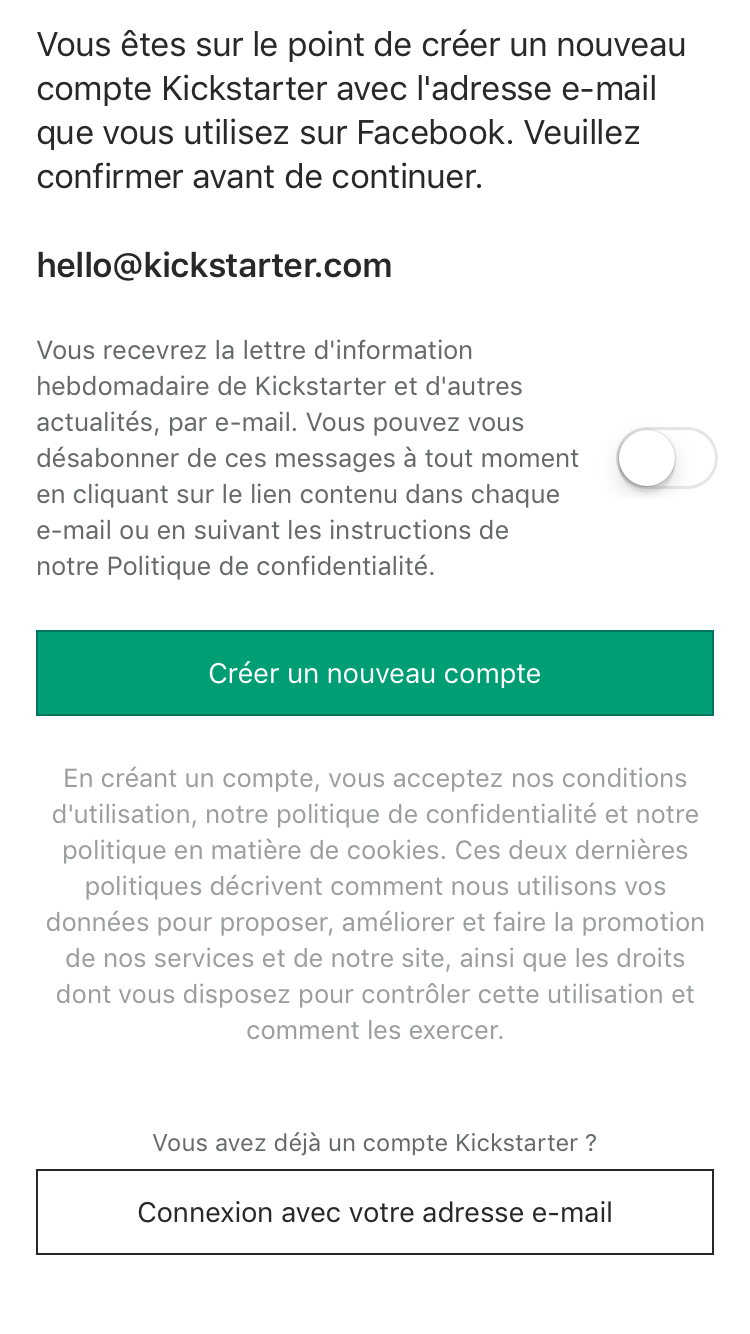 Vous êtes sur le point de créer un nouveau
compte Kickstarter avec l'adresse e-mail
que vous utilisez sur Facebook. Veuillez
confirmer avant de continuer.
hello@kickstarter.com
Vous recevrez la lettre d'information
hebdomadaire de Kickstarter et d'autres
actualités, par e-mail. Vous pouvez vous
désabonner de ces messages à tout moment
en cliquant sur le lien contenu dans chaque
e-mail ou en suivant les instructions de
notre Politique de confidentialité.
Créer un nouveau compte
En créant un compte, vous acceptez nos conditions
d'utilisation, notre politique de confidentialité et notre
politique en matière de cookies. Ces deux dernières
politiques décrivent comment nous utilisons vos
données pour proposer, améliorer et faire la promotion
de nos services et de notre site, ainsi que les droits
dont vous disposez pour contrôler cette utilisation et
comment les exercer.
Vous avez déjà un compte Kickstarter ?
Connexion avec votre adresse e-mail